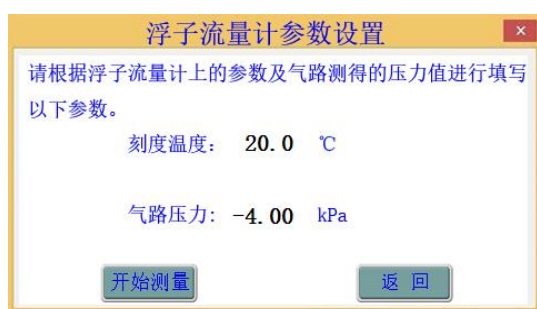 浮子流量计参数设置
×
请根据浮子流量计上的参数及气路测得的压力值进行填写
以下参数。
刻度温度： 20.0 ℃
气路压力: -4.00 kPa
开始测量 返 回